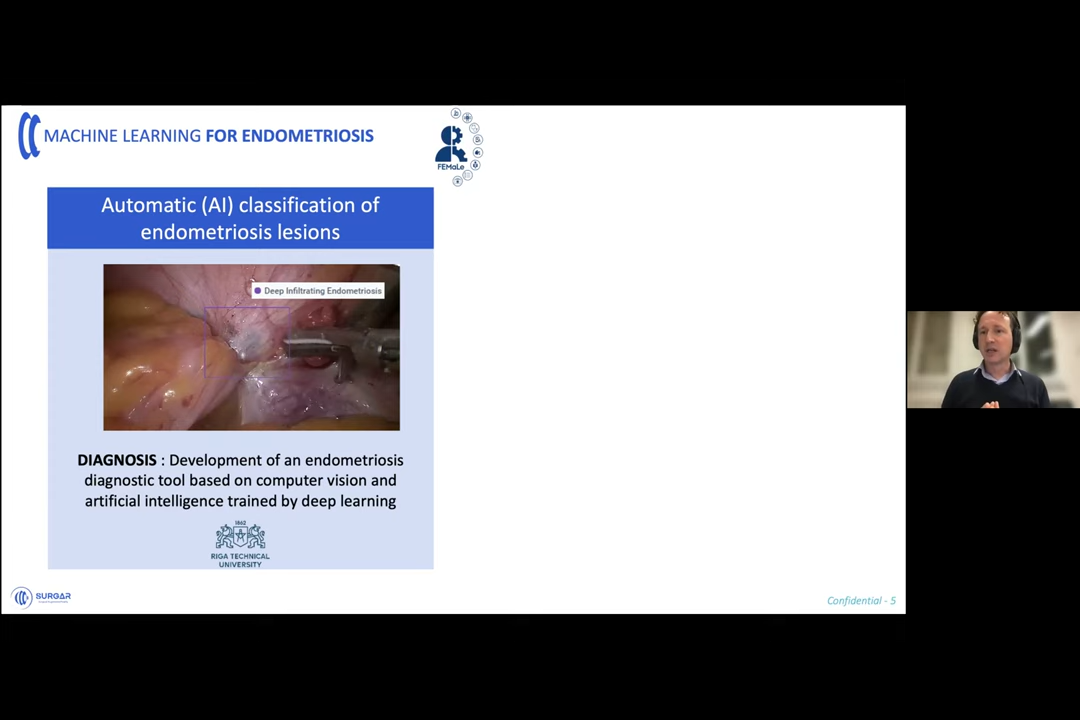 MACHINE LEARNING FOR ENDOMETRIOSIS
FEMaLe
Automatic (AI) classification of
endometriosis lesions
Deep Infiltrating Endometriosis
DIAGNOSIS : Development of an endometriosis
diagnostic tool based on computer vision and
artificial intelligence trained by deep learning
1862
RIGA TECHNICAL
UNIVERSITY
SURGAR
Confidential - 5